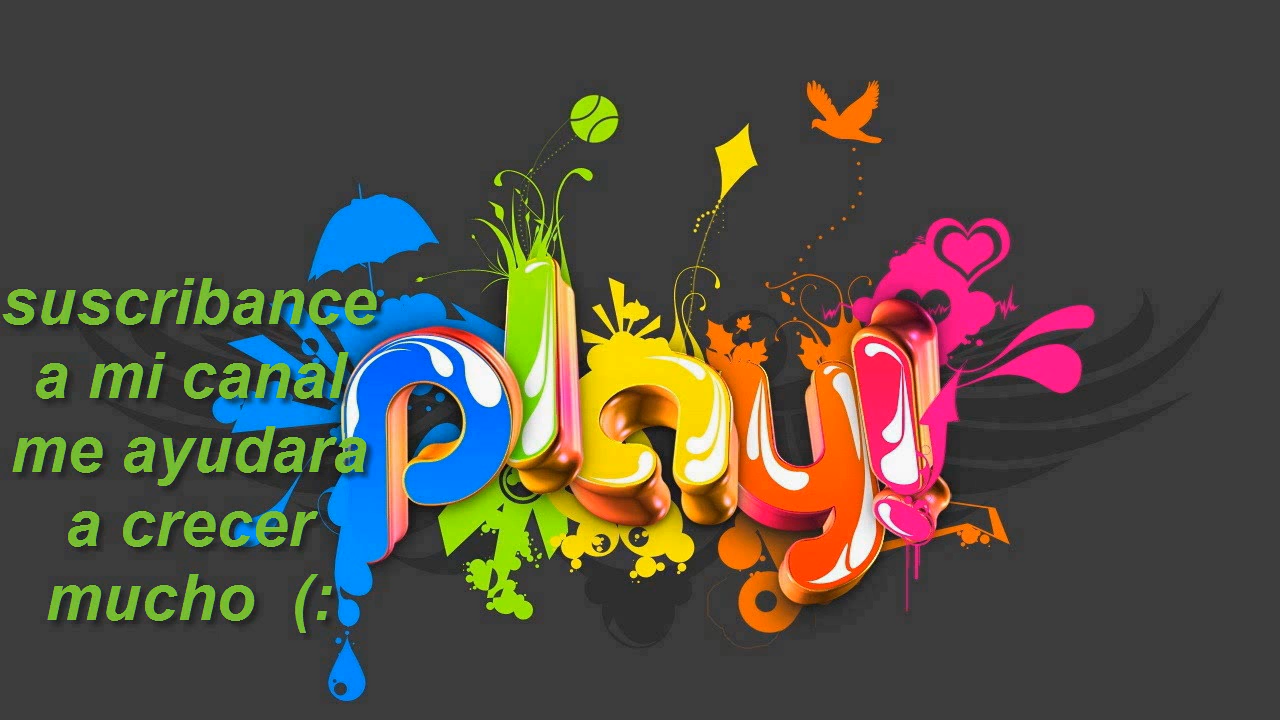 suscribance
a mi canal
me ayudara
a crecer
mucho (:
play!